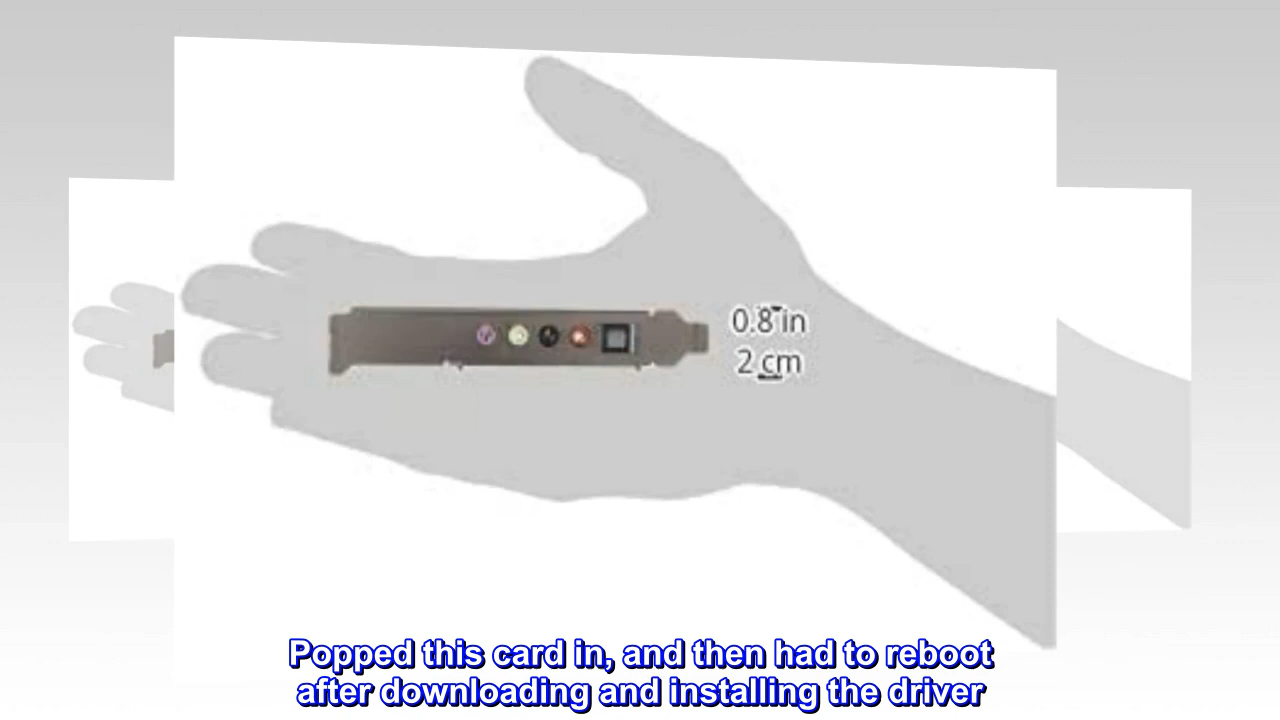 0.8 in
2 cm
Popped this card in, and then had to reboot
after downloading and installing the driver